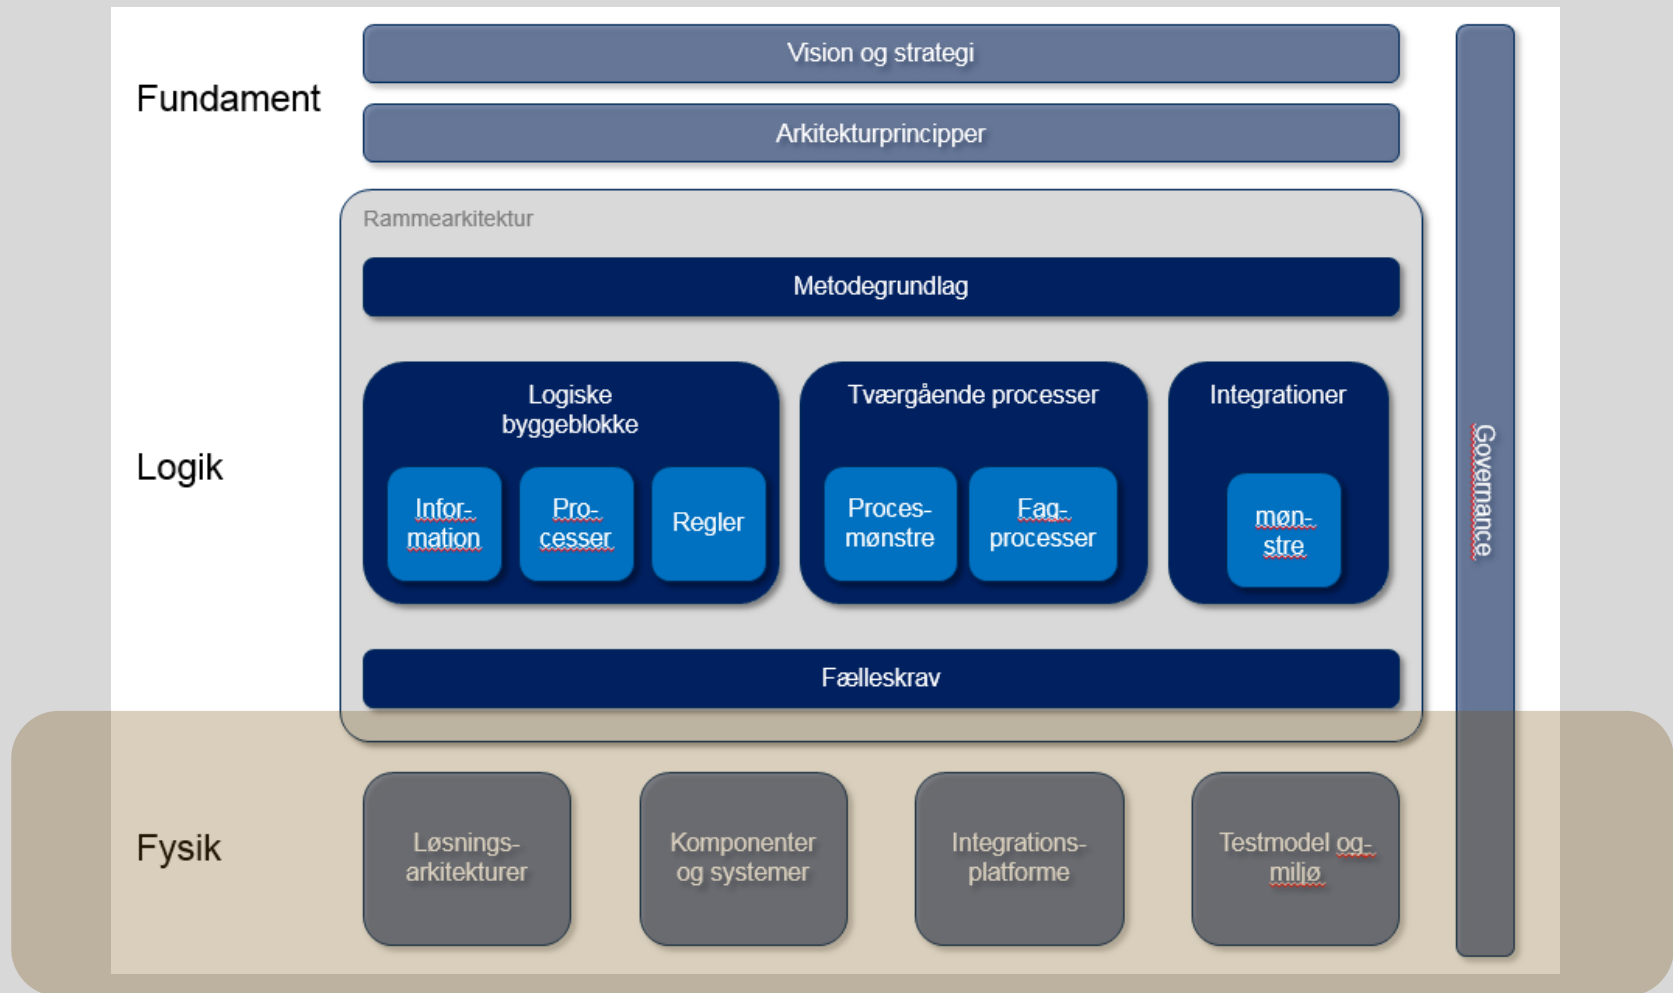 Vision og strategi
Fundament
Arkitekturprincipper
Rammearkitektur
Metodegrundlag
Logik
Logiske
byggeblokke
Infor-
mation
Pro-
cesser
Regler
Tværgående processer
Proces-
mønstre
Fag-
processer
Integrationer
møn-
stre
Fælleskrav
Fysik
Løsnings-
arkitekturer
Komponenter
og systemer
Integrations-
platforme
Testmodel og-
miljø
Governance